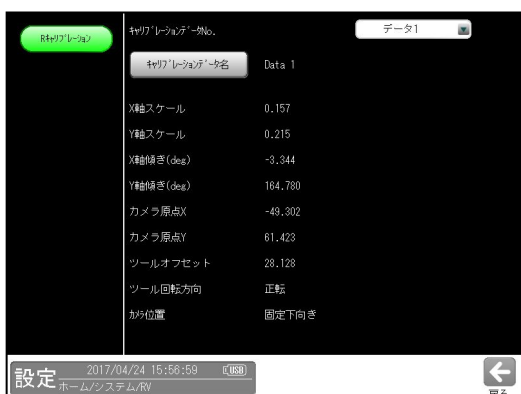 Rｷｬﾘﾌﾞﾚｰｼｮﾝ
ｷｬﾘﾌﾞﾚｰｼｮﾝﾃﾞｰﾀNo.
データ1
ｷｬﾘﾌﾞﾚｰｼｮﾝﾃﾞｰﾀ名
Data 1
X軸スケール 0.157
Y軸スケール 0.215
X軸傾き(deg) -3.344
Y軸傾き(deg) 164.780
カメラ原点X -49.302
カメラ原点Y 61.423
ツールオフセット 28.128
ツール回転方向 正転
ｶﾒﾗ位置 固定下向き
設定
2017/04/24 15:56:59 USB
ホーム/システム/RV
戻る